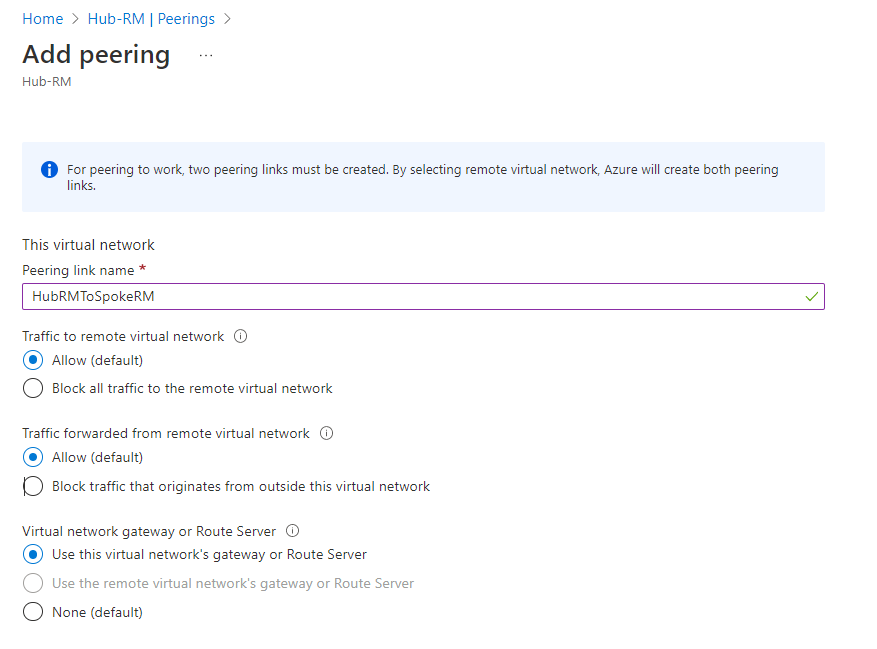 Home > Hub-RM | Peerings >
Add peering ...
Hub-RM
For peering to work, two peering links must be created. By selecting remote virtual network, Azure will create both peering
links.
This virtual network
Peering link name *
HubRMToSpokeRM
Traffic to remote virtual network
Allow (default)
Block all traffic to the remote virtual network
Traffic forwarded from remote virtual network
Allow (default)
Block traffic that originates from outside this virtual network
Virtual network gateway or Route Server
Use this virtual network's gateway or Route Server
Use the remote virtual network's gateway or Route Server
None (default)